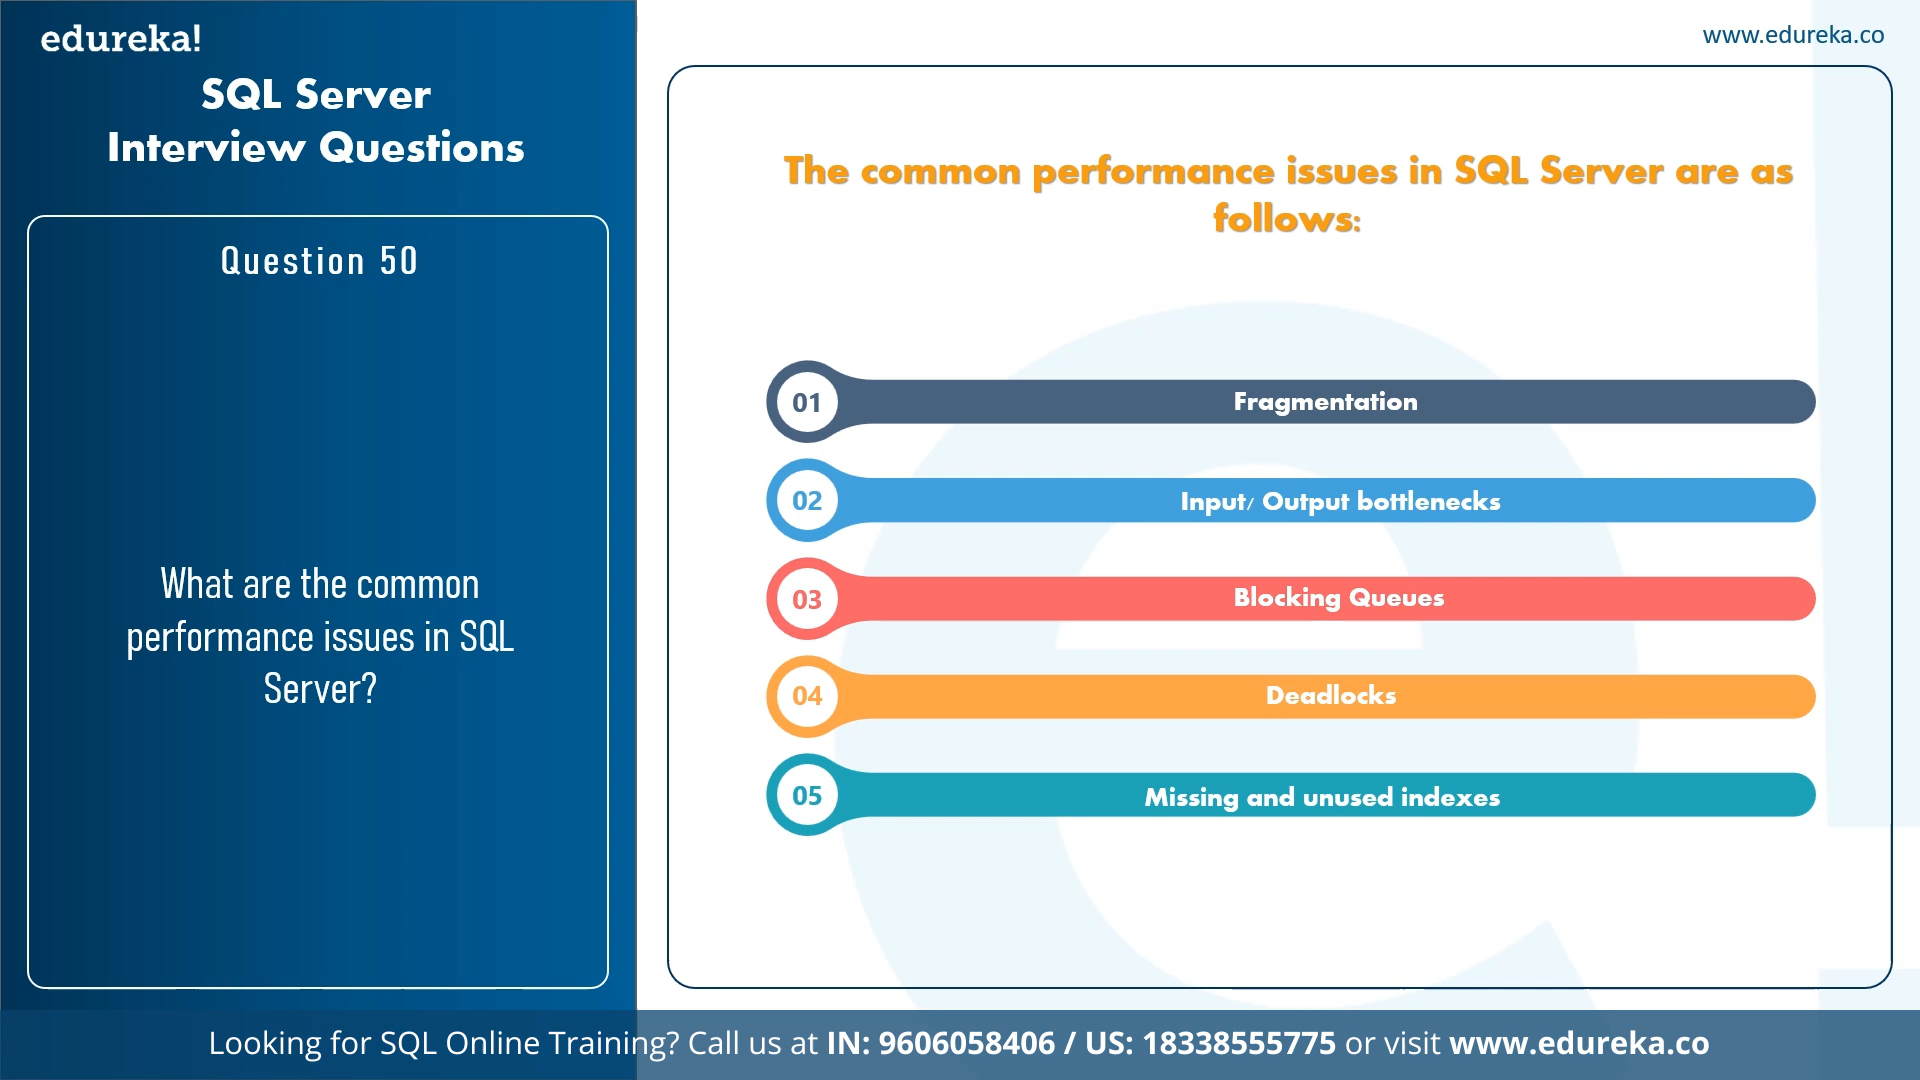 edureka!
SQL Server
Interview Questions
Question 50
What are the common
performance issues in SQL
Server?
www.edureka.co
The common performance issues in SQL Server are as
follows:
01 Fragmentation
02 Input/ Output bottlenecks
03 Blocking Queues
04 Deadlocks
05 Missing and unused indexes
Looking for SQL Online Training? Call us at IN: 9606058406 / US: 18338555775 or visit www.edureka.co